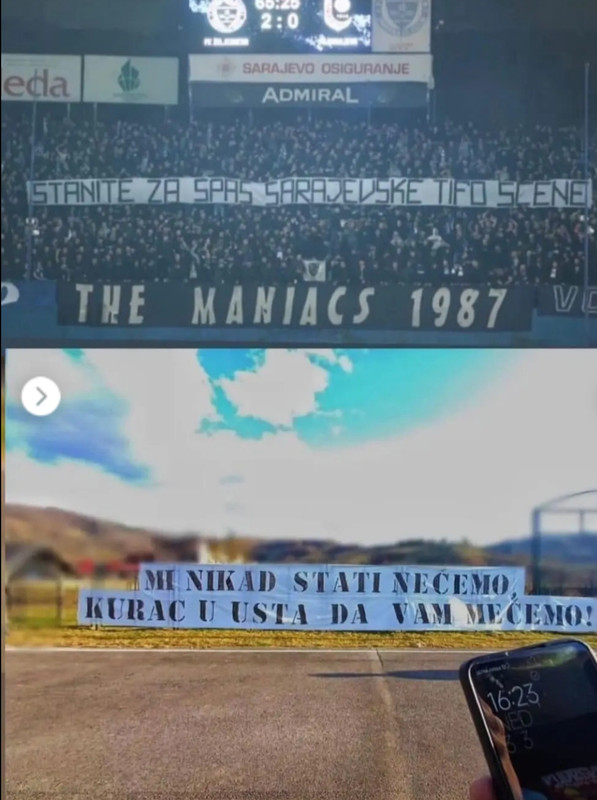 65:25
2:0
eda
SARAJEVO OSIGURANJE
ADMIRAL
STANITE ZA SPAS SARAJEVSKE TIFO SCENE
THE MANIACS 1987
MI NIKAD STATI NEĆEMO,
KURAC U USTA DA VAM MEĆEMO!
16:23